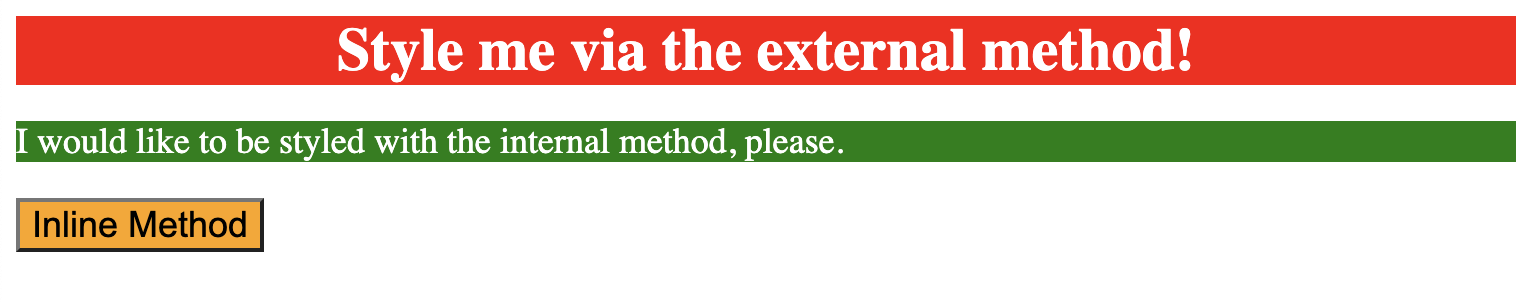 Style me via the external method!
I would like to be styled with the internal method, please.
Inline Method